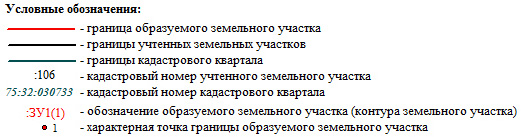 Условные обозначения:
- граница образуемого земельного участка
- границы учтенных земельных участков
- границы кадастрового квартала
:106 - кадастровый номер учтенного земельного участка
75:32:030733 - кадастровый номер кадастрового квартала
:ЗУ1(1) - обозначение образуемого земельного участка (контура земельного участка)
1 - характерная точка границы образуемого земельного участка